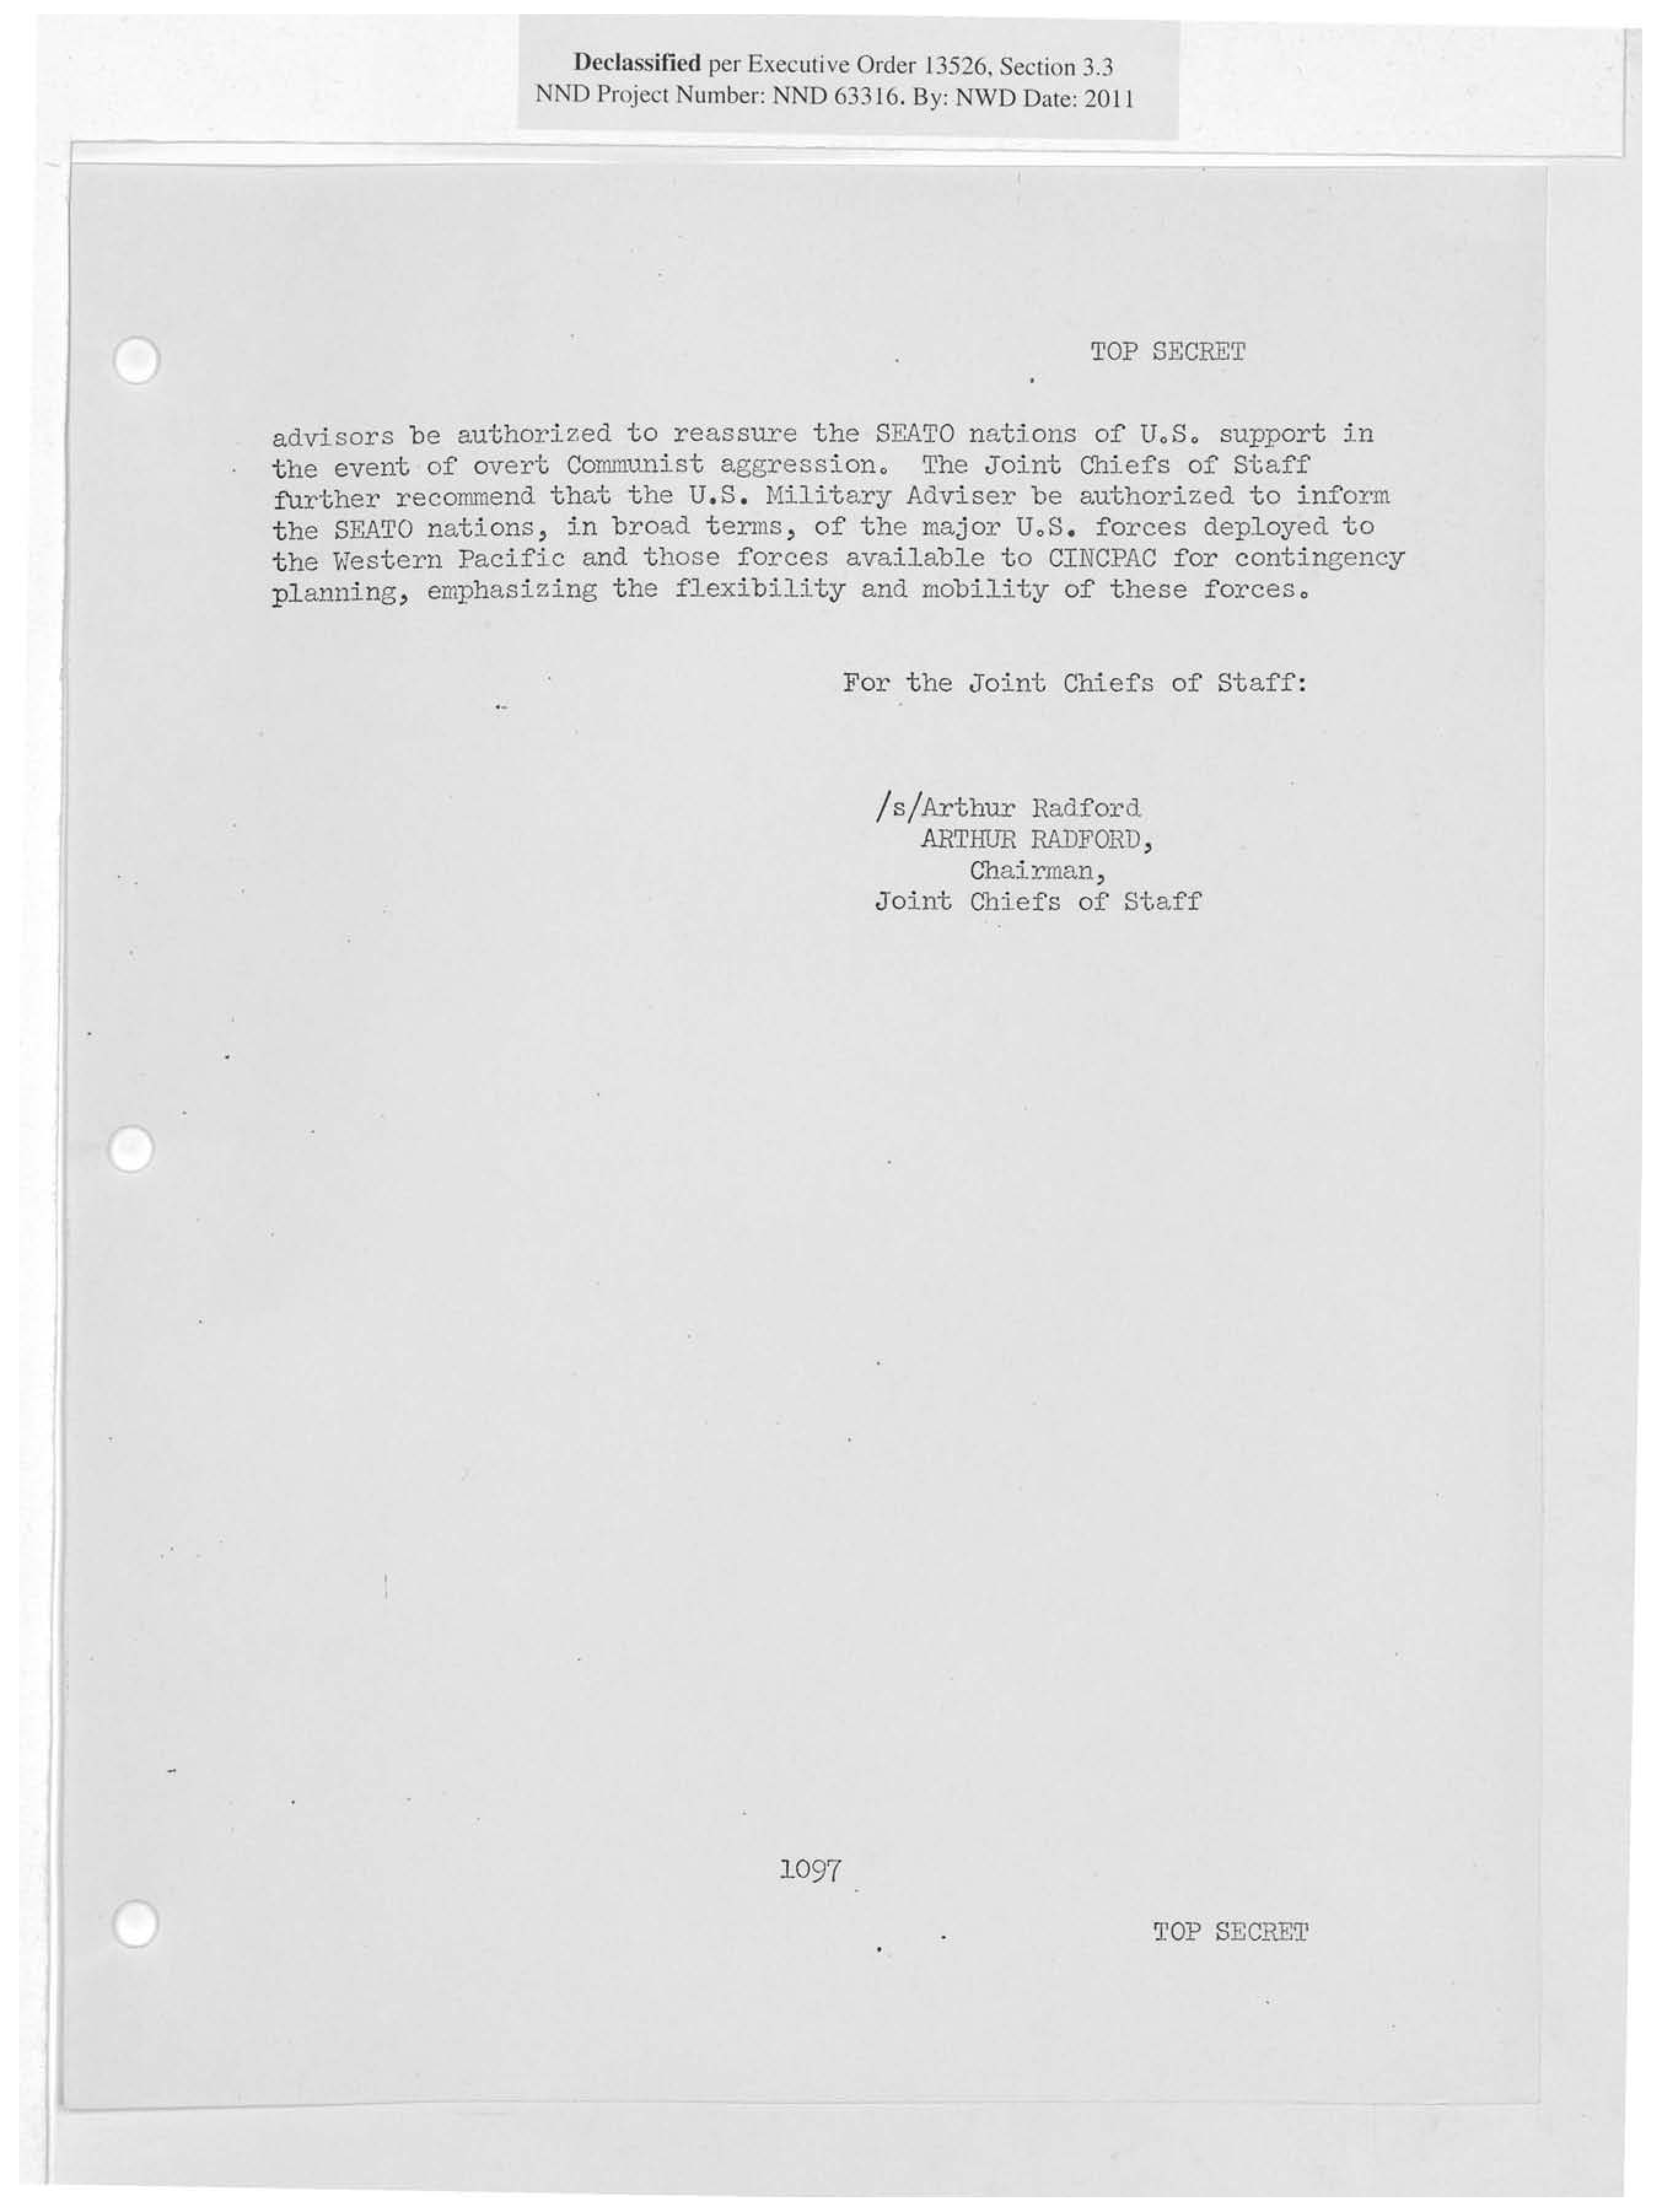 Declassified per Executive Order 13526, Section 3.3
NND Project Number: NND 63316. By: NWD Date: 2011
TOP SECRET
advisors be authorized to reassure the SEATO nations of U.S. support in
the event of overt Communist aggression. The Joint Chiefs of Staff
further recommend that the U.S. Military Adviser be authorized to inform
the SEATO nations, in broad terms, of the major U.S. forces deployed to
the Western Pacific and those forces available to CINCPAC for contingency
planning, emphasizing the flexibility and mobility of these forces.
For the Joint Chiefs of Staff:
/s/Arthur Radford
ARTHUR RADFORD,
Chairman,
Joint Chiefs of Staff
1097
TOP SECRET